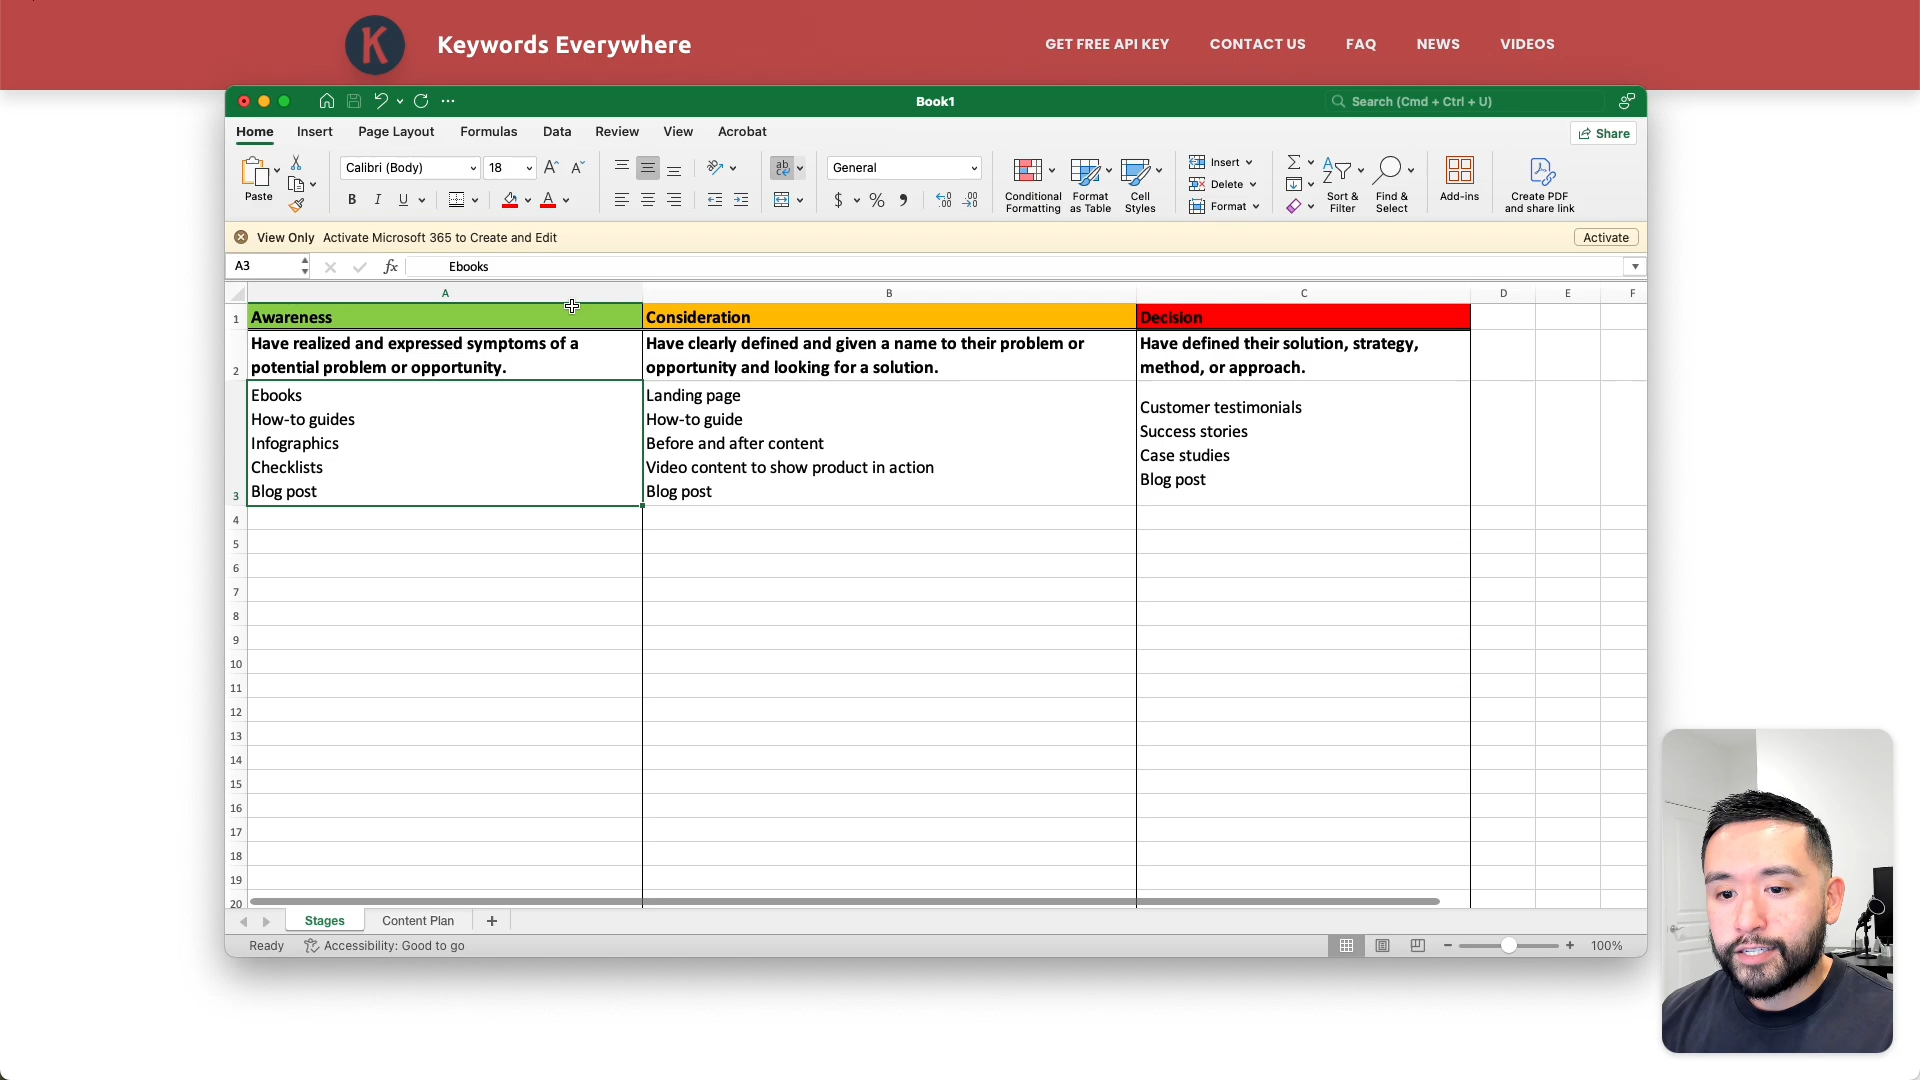 K
Keywords Everywhere
GET FREE API KEY
CONTACT US
FAQ
NEWS
VIDEOS
Book1
Search (Cmd + Ctrl + U)
Home
Insert
Page Layout
Formulas
Data
Review
View
Acrobat
Share
Paste
Calibri (Body)
18
General
Conditional
Formatting
Format
as Table
Cell
Styles
Insert
Delete
Format
Sort &
Filter
Find &
Select
Add-ins
Create PDF
and share link
View Only Activate Microsoft 365 to Create and Edit
Activate
A3
fx
Ebooks
A
B
C
D
E
F
1
Awareness
Consideration
Decision
2
Have realized and expressed symptoms of a
potential problem or opportunity.
Have clearly defined and given a name to their problem or
opportunity and looking for a solution.
Have defined their solution, strategy,
method, or approach.
3
Ebooks
How-to guides
Infographics
Checklists
Blog post
Landing page
How-to guide
Before and after content
Video content to show product in action
Blog post
Customer testimonials
Success stories
Case studies
Blog post
4
5
6
7
8
9
10
11
12
13
14
15
16
17
18
19
20
Stages
Content Plan
Ready
Accessibility: Good to go
100%